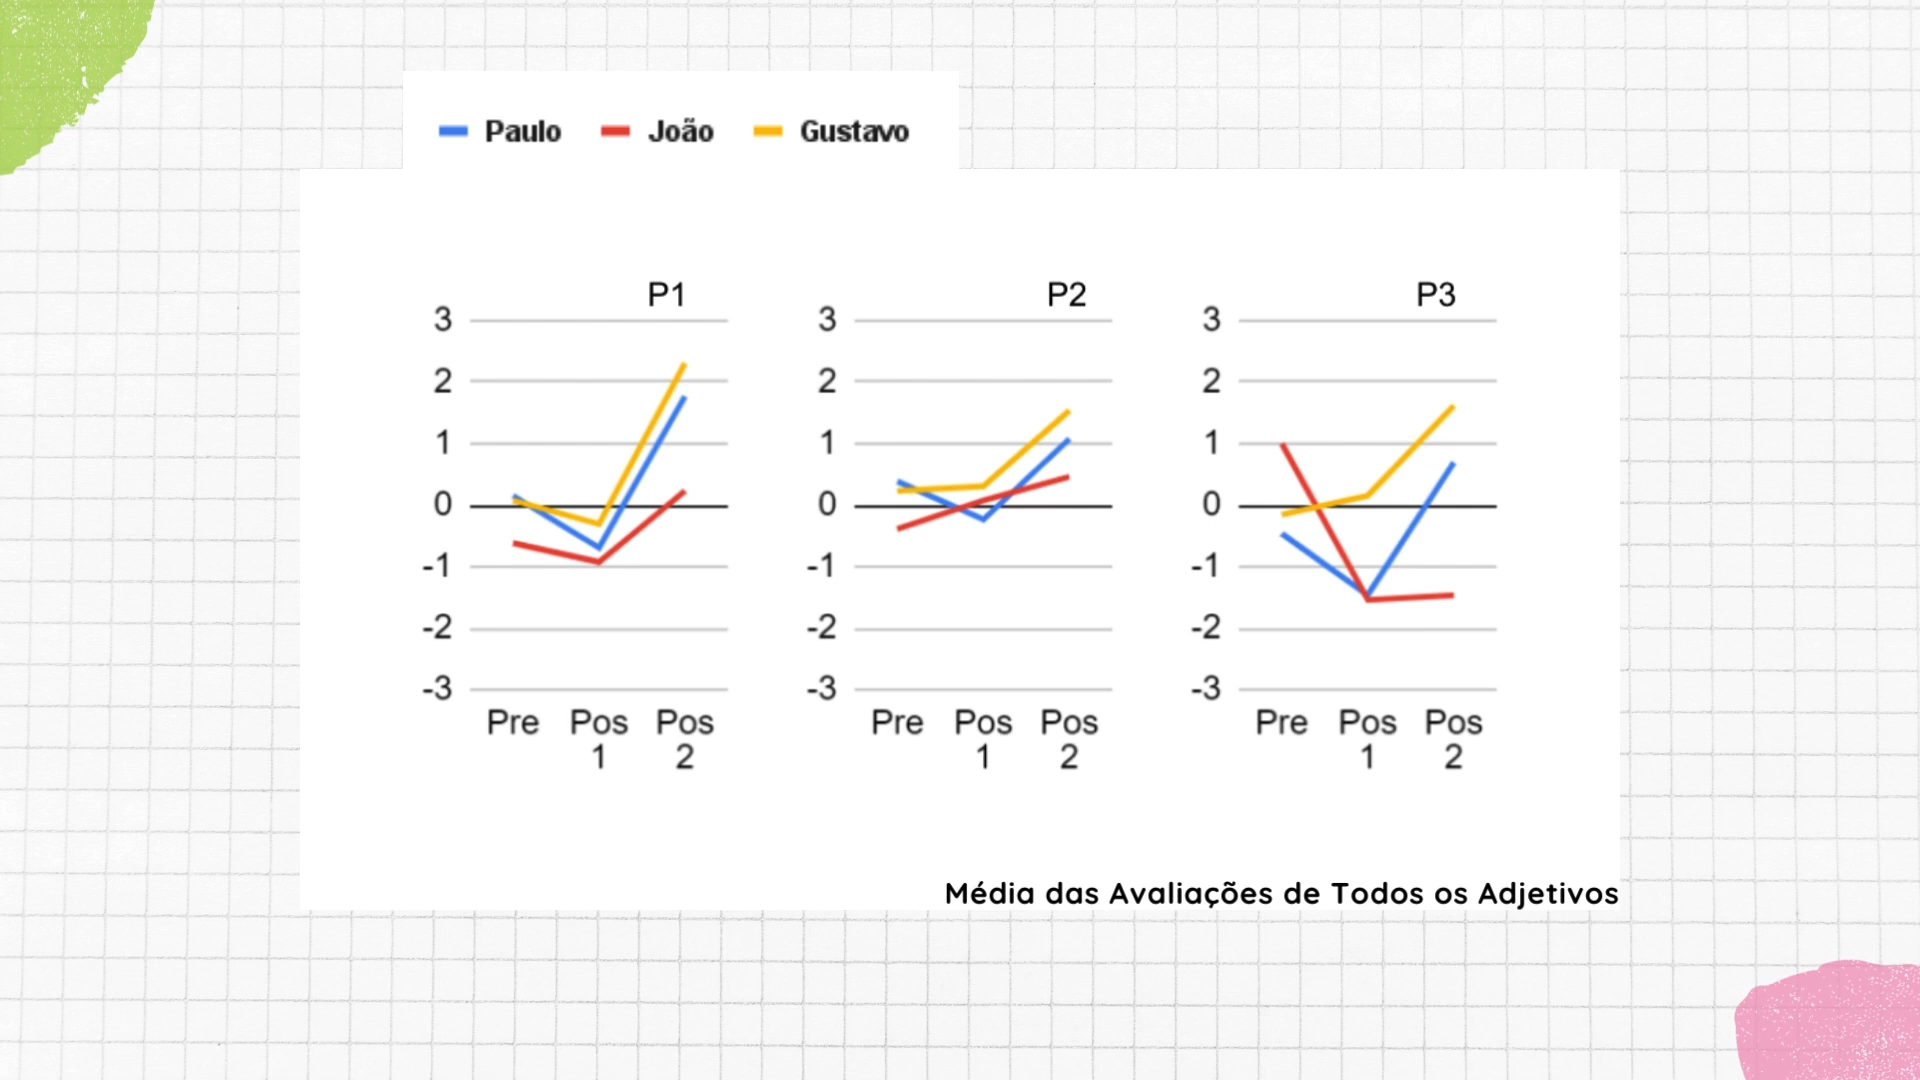 Paulo João Gustavo
P1
3
2
1
0
-1
-2
-3
Pre Pos 1 Pos 2
P2
3
2
1
0
-1
-2
-3
Pre Pos 1 Pos 2
P3
3
2
1
0
-1
-2
-3
Pre Pos 1 Pos 2
Média das Avaliações de Todos os Adjetivos